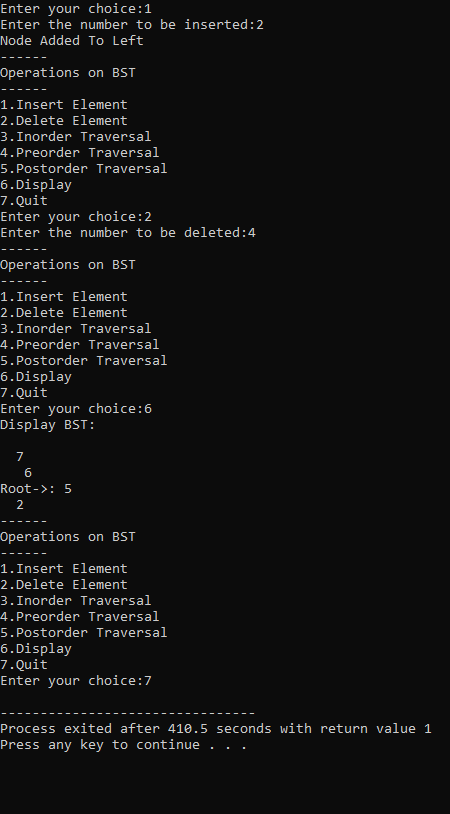 Enter your choice:1
Enter the number to be inserted:2
Node Added To Left
------
Operations on BST
------
1.Insert Element
2.Delete Element
3.Inorder Traversal
4.Preorder Traversal
5.Postorder Traversal
6.Display
7.Quit
Enter your choice:2
Enter the number to be deleted:4
------
Operations on BST
------
1.Insert Element
2.Delete Element
3.Inorder Traversal
4.Preorder Traversal
5.Postorder Traversal
6.Display
7.Quit
Enter your choice:6
Display BST:

  7
   6
Root->: 5
  2
------
Operations on BST
------
1.Insert Element
2.Delete Element
3.Inorder Traversal
4.Preorder Traversal
5.Postorder Traversal
6.Display
7.Quit
Enter your choice:7

--------------------------------
Process exited after 410.5 seconds with return value 1
Press any key to continue . . .